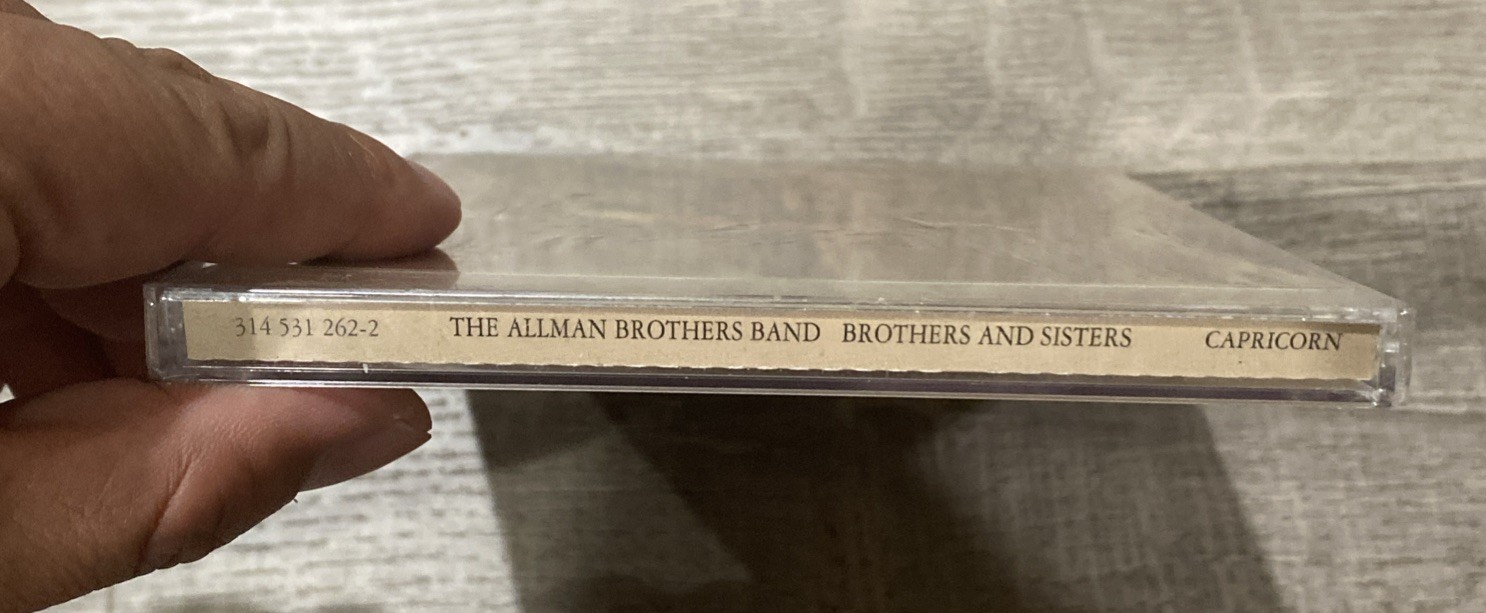 314 531 262-2 THE ALLMAN BROTHERS BAND BROTHERS AND SISTERS CAPRICORN